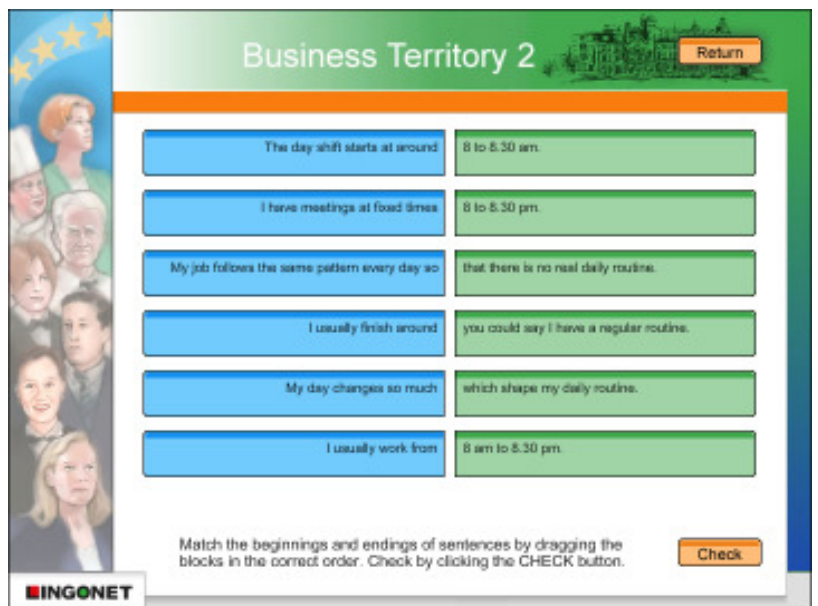 Business Territory 2
Return
The day shift starts at around
8 to 8.30 am.
I have meetings at fixed times
8 to 8.30 pm.
My job follows the same pattern every day so
that there is no real daily routine.
I usually finish around
you could say I have a regular routine.
My day changes so much
which shape my daily routine.
I usually work from
8 am to 8.30 pm.
Match the beginnings and endings of sentences by dragging the
blocks in the correct order. Check by clicking the CHECK button.
Check
LINGONET